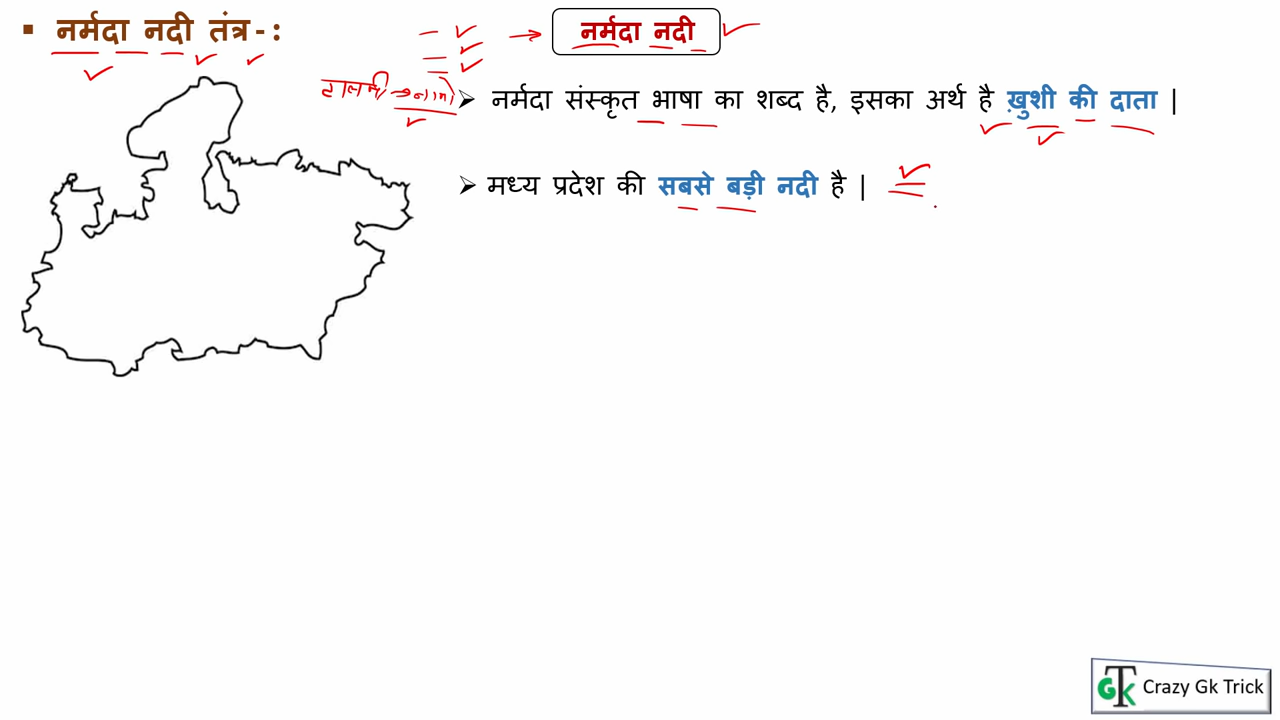 ▪ नर्मदा नदी तंत्र-:
नर्मदा नदी
➢ नर्मदा संस्कृत भाषा का शब्द है, इसका अर्थ है ख़ुशी की दाता |
➢ मध्य प्रदेश की सबसे बड़ी नदी है |
GTK Crazy Gk Trick